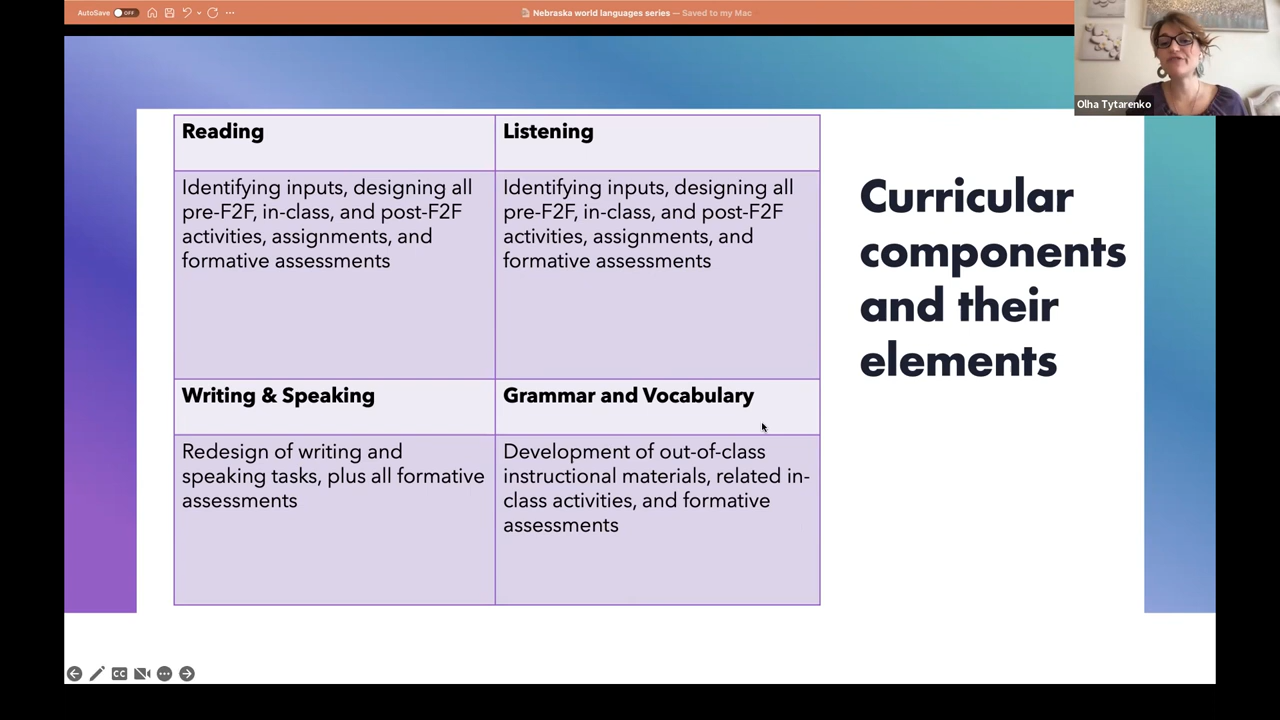 AutoSave OFF
Nebraska world languages series — Saved to my Mac
Olha Tytarenko
Reading
Identifying inputs, designing all
pre-F2F, in-class, and post-F2F
activities, assignments, and
formative assessments
Listening
Identifying inputs, designing all
pre-F2F, in-class, and post-F2F
activities, assignments, and
formative assessments
Writing & Speaking
Redesign of writing and
speaking tasks, plus all formative
assessments
Grammar and Vocabulary
Development of out-of-class
instructional materials, related in-
class activities, and formative
assessments
Curricular
components
and their
elements
CC